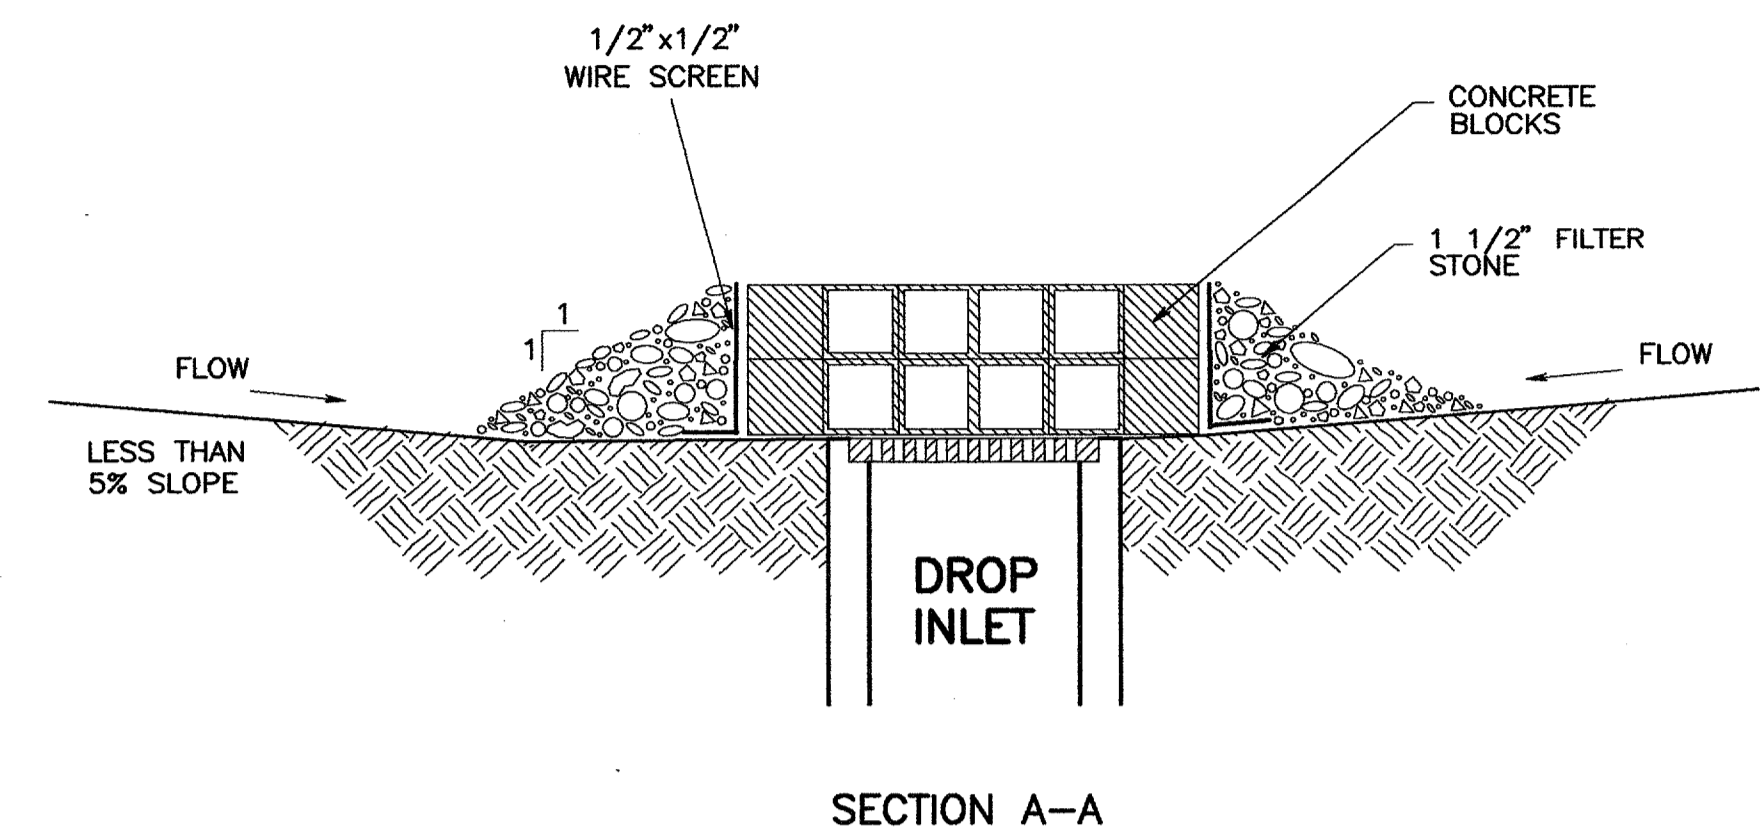 1/2"x1/2"
WIRE SCREEN
CONCRETE
BLOCKS
1 1/2" FILTER
STONE
1
1
FLOW
FLOW
LESS THAN
5% SLOPE
DROP
INLET
SECTION A-A